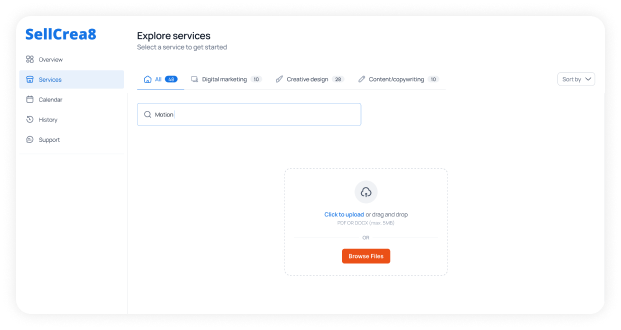 SellCrea8
Explore services
Select a service to get started
Overview
Services
Calendar
History
Support
All 48 Digital marketing 10 Creative design 28 Content/copywriting 10
Sort by
Motion
Click to upload or drag and drop
PDF OR DOCX (max. 5MB)
OR
Browse Files